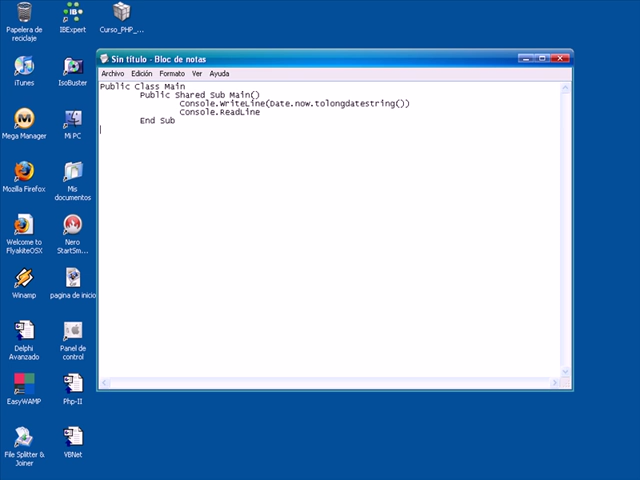 Papelera de
reciclaje
IBExpert
Curso_PHP_...
iTunes
IsoBuster
Mega Manager
Mi PC
Mozilla Firefox
Mis
documentos
Welcome to
FlyakiteOSX
Nero
StartSm...
Winamp
pagina de inicio
Delphi
Avanzado
Panel de
control
EasyWAMP
Php-II
File Splitter &
Joiner
VBNet
Sin título - Bloc de notas
Archivo Edición Formato Ver Ayuda
Public Class Main
Public Shared Sub Main()
Console.WriteLine(Date.now.tolongdatestring())
Console.ReadLine
End Sub